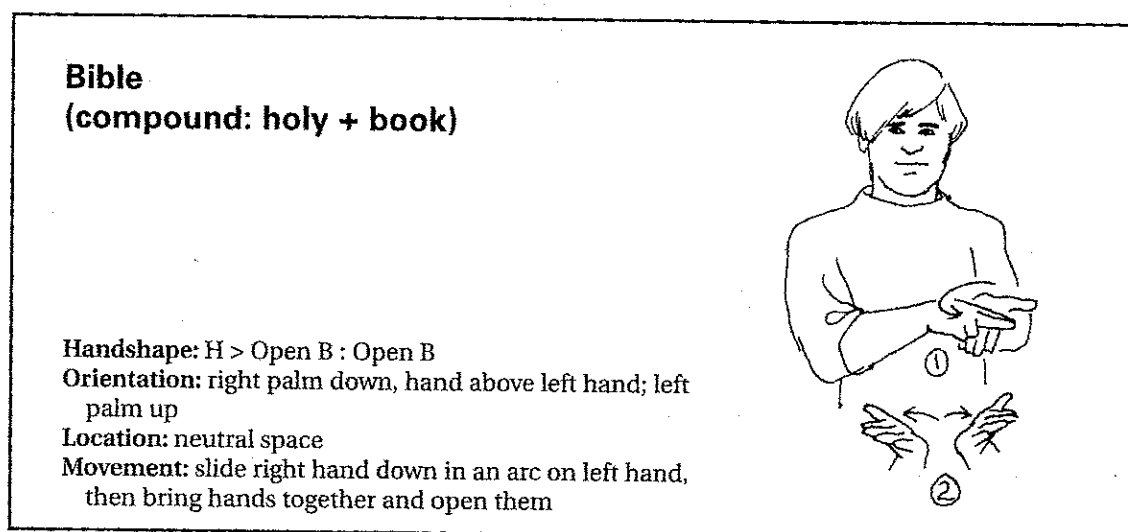 Bible
(compound: holy + book)
Handshape: H > Open B : Open B
Orientation: right palm down, hand above left hand; left
palm up
Location: neutral space
Movement: slide right hand down in an arc on left hand,
then bring hands together and open them
1
2